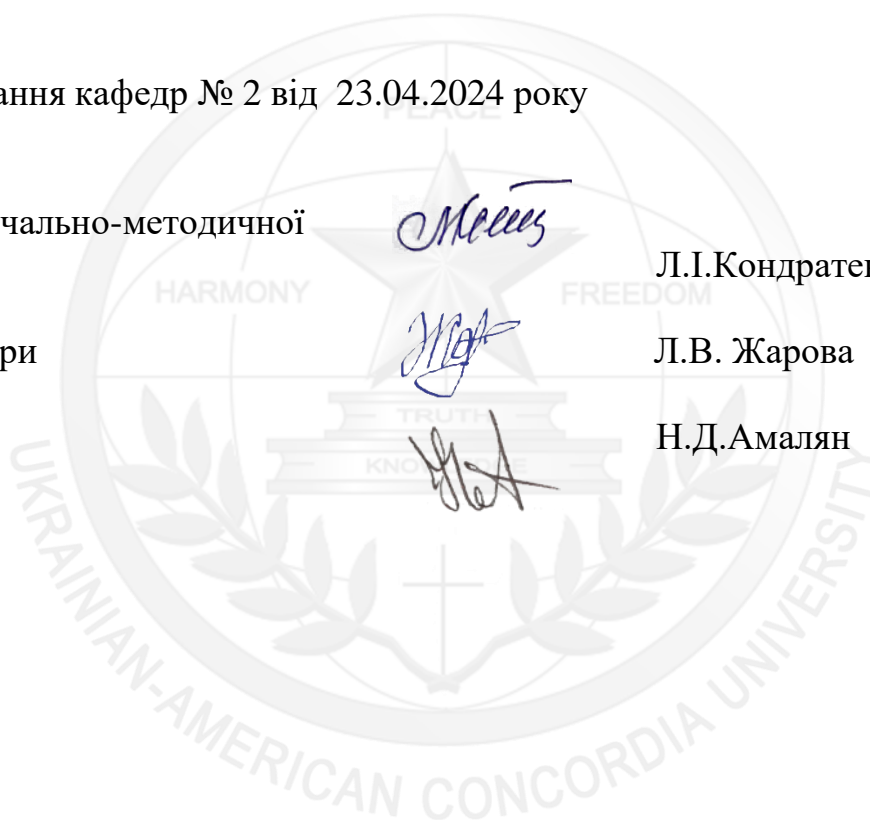 ання кафедр № 2 від 23.04.2024 року
PEACE
чально-методичної
Л.І.Кондрате
HARMONY
FREEDOM
ри
Л.В. Жарова
TRUTH
Н.Д.Амалян
UKRAINIAN-AMERICAN CONCORDIA UNIVERSITY